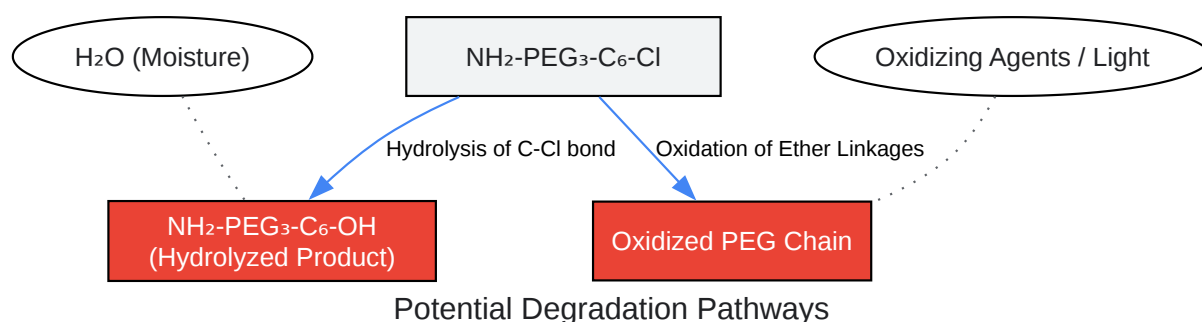 H₂O (Moisture)
NH₂-PEG₃-C₆-Cl
Oxidizing Agents / Light
Hydrolysis of C-Cl bond
Oxidation of Ether Linkages
NH₂-PEG₃-C₆-OH
(Hydrolyzed Product)
Oxidized PEG Chain
Potential Degradation Pathways